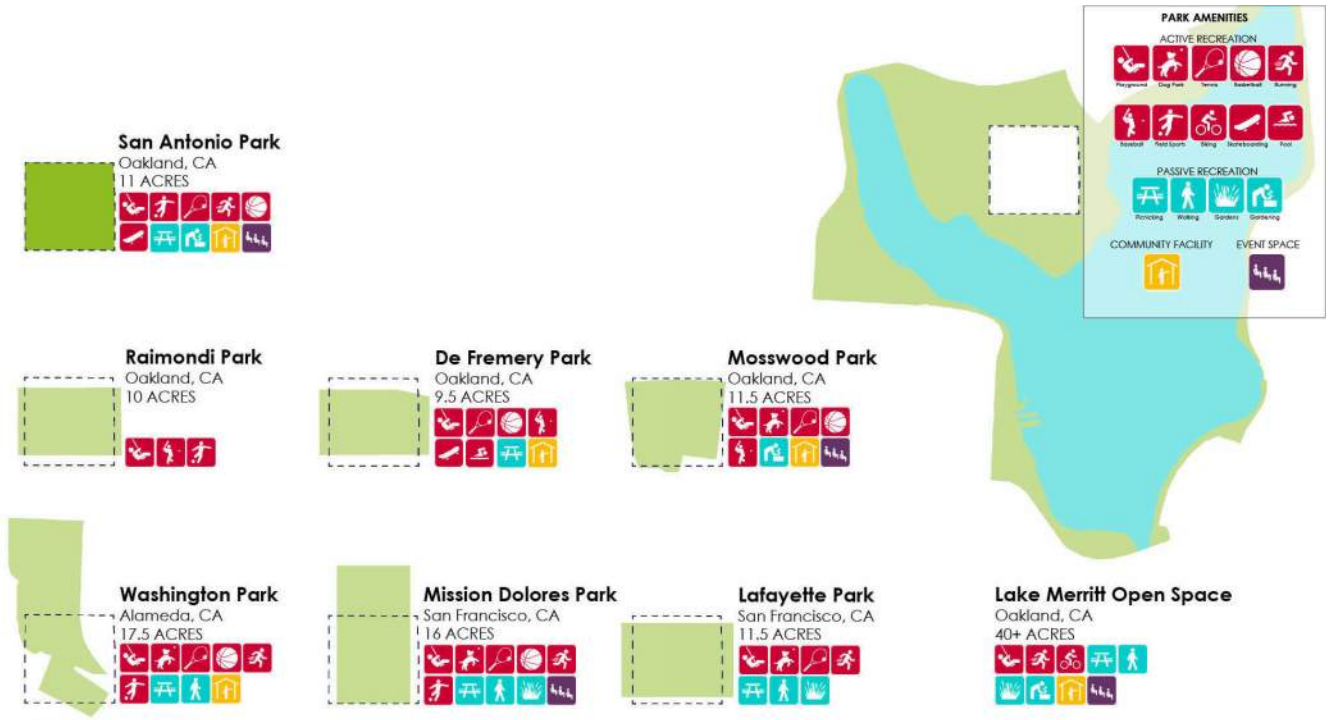 PARK AMENITIES
ACTIVE RECREATION
Playground Dog Park Tennis Basketball Running
Baseball Field Sports Biking Skateboarding Pool
PASSIVE RECREATION
Picnicking Walking Gardens Gardening
COMMUNITY FACILITY EVENT SPACE
San Antonio Park
Oakland, CA
11 ACRES
Raimondi Park
Oakland, CA
10 ACRES
De Fremery Park
Oakland, CA
9.5 ACRES
Mosswood Park
Oakland, CA
11.5 ACRES
Washington Park
Alameda, CA
17.5 ACRES
Mission Dolores Park
San Francisco, CA
16 ACRES
Lafayette Park
San Francisco, CA
11.5 ACRES
Lake Merritt Open Space
Oakland, CA
40+ ACRES